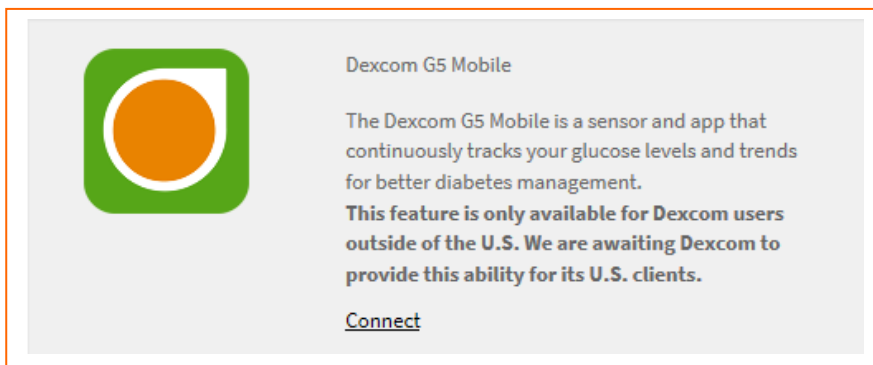 Dexcom G5 Mobile
The Dexcom G5 Mobile is a sensor and app that
continuously tracks your glucose levels and trends
for better diabetes management.
This feature is only available for Dexcom users
outside of the U.S. We are awaiting Dexcom to
provide this ability for its U.S. clients.
Connect